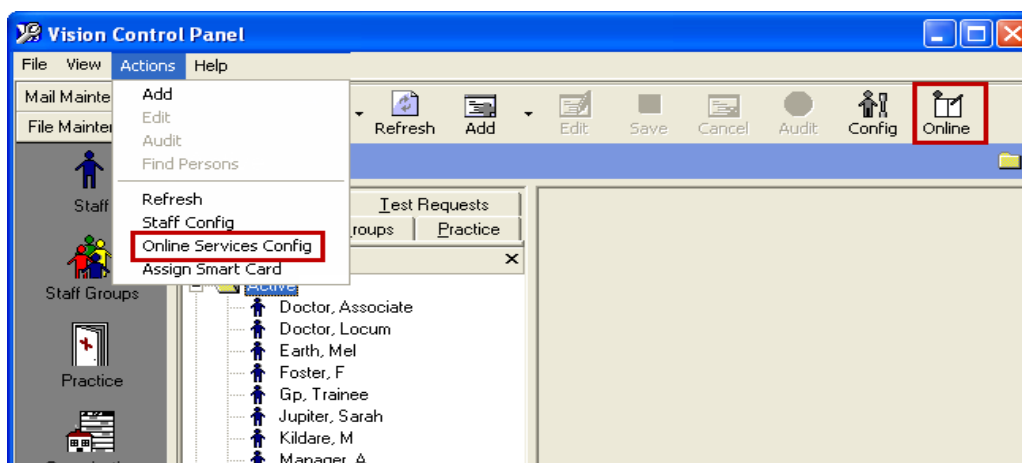 Vision Control Panel
File View Actions Help
Mail Mainte
File Mainter
Add
Edit
Audit
Find Persons
Refresh
Staff Config
Online Services Config
Assign Smart Card
Refresh Add Edit Save Cancel Audit Config Online
Staff
Staff Groups
Practice
Test Requests
roups Practice
Active
Doctor, Associate
Doctor, Locum
Earth, Mel
Foster, F
Gp, Trainee
Jupiter, Sarah
Kildare, M
Manager, A